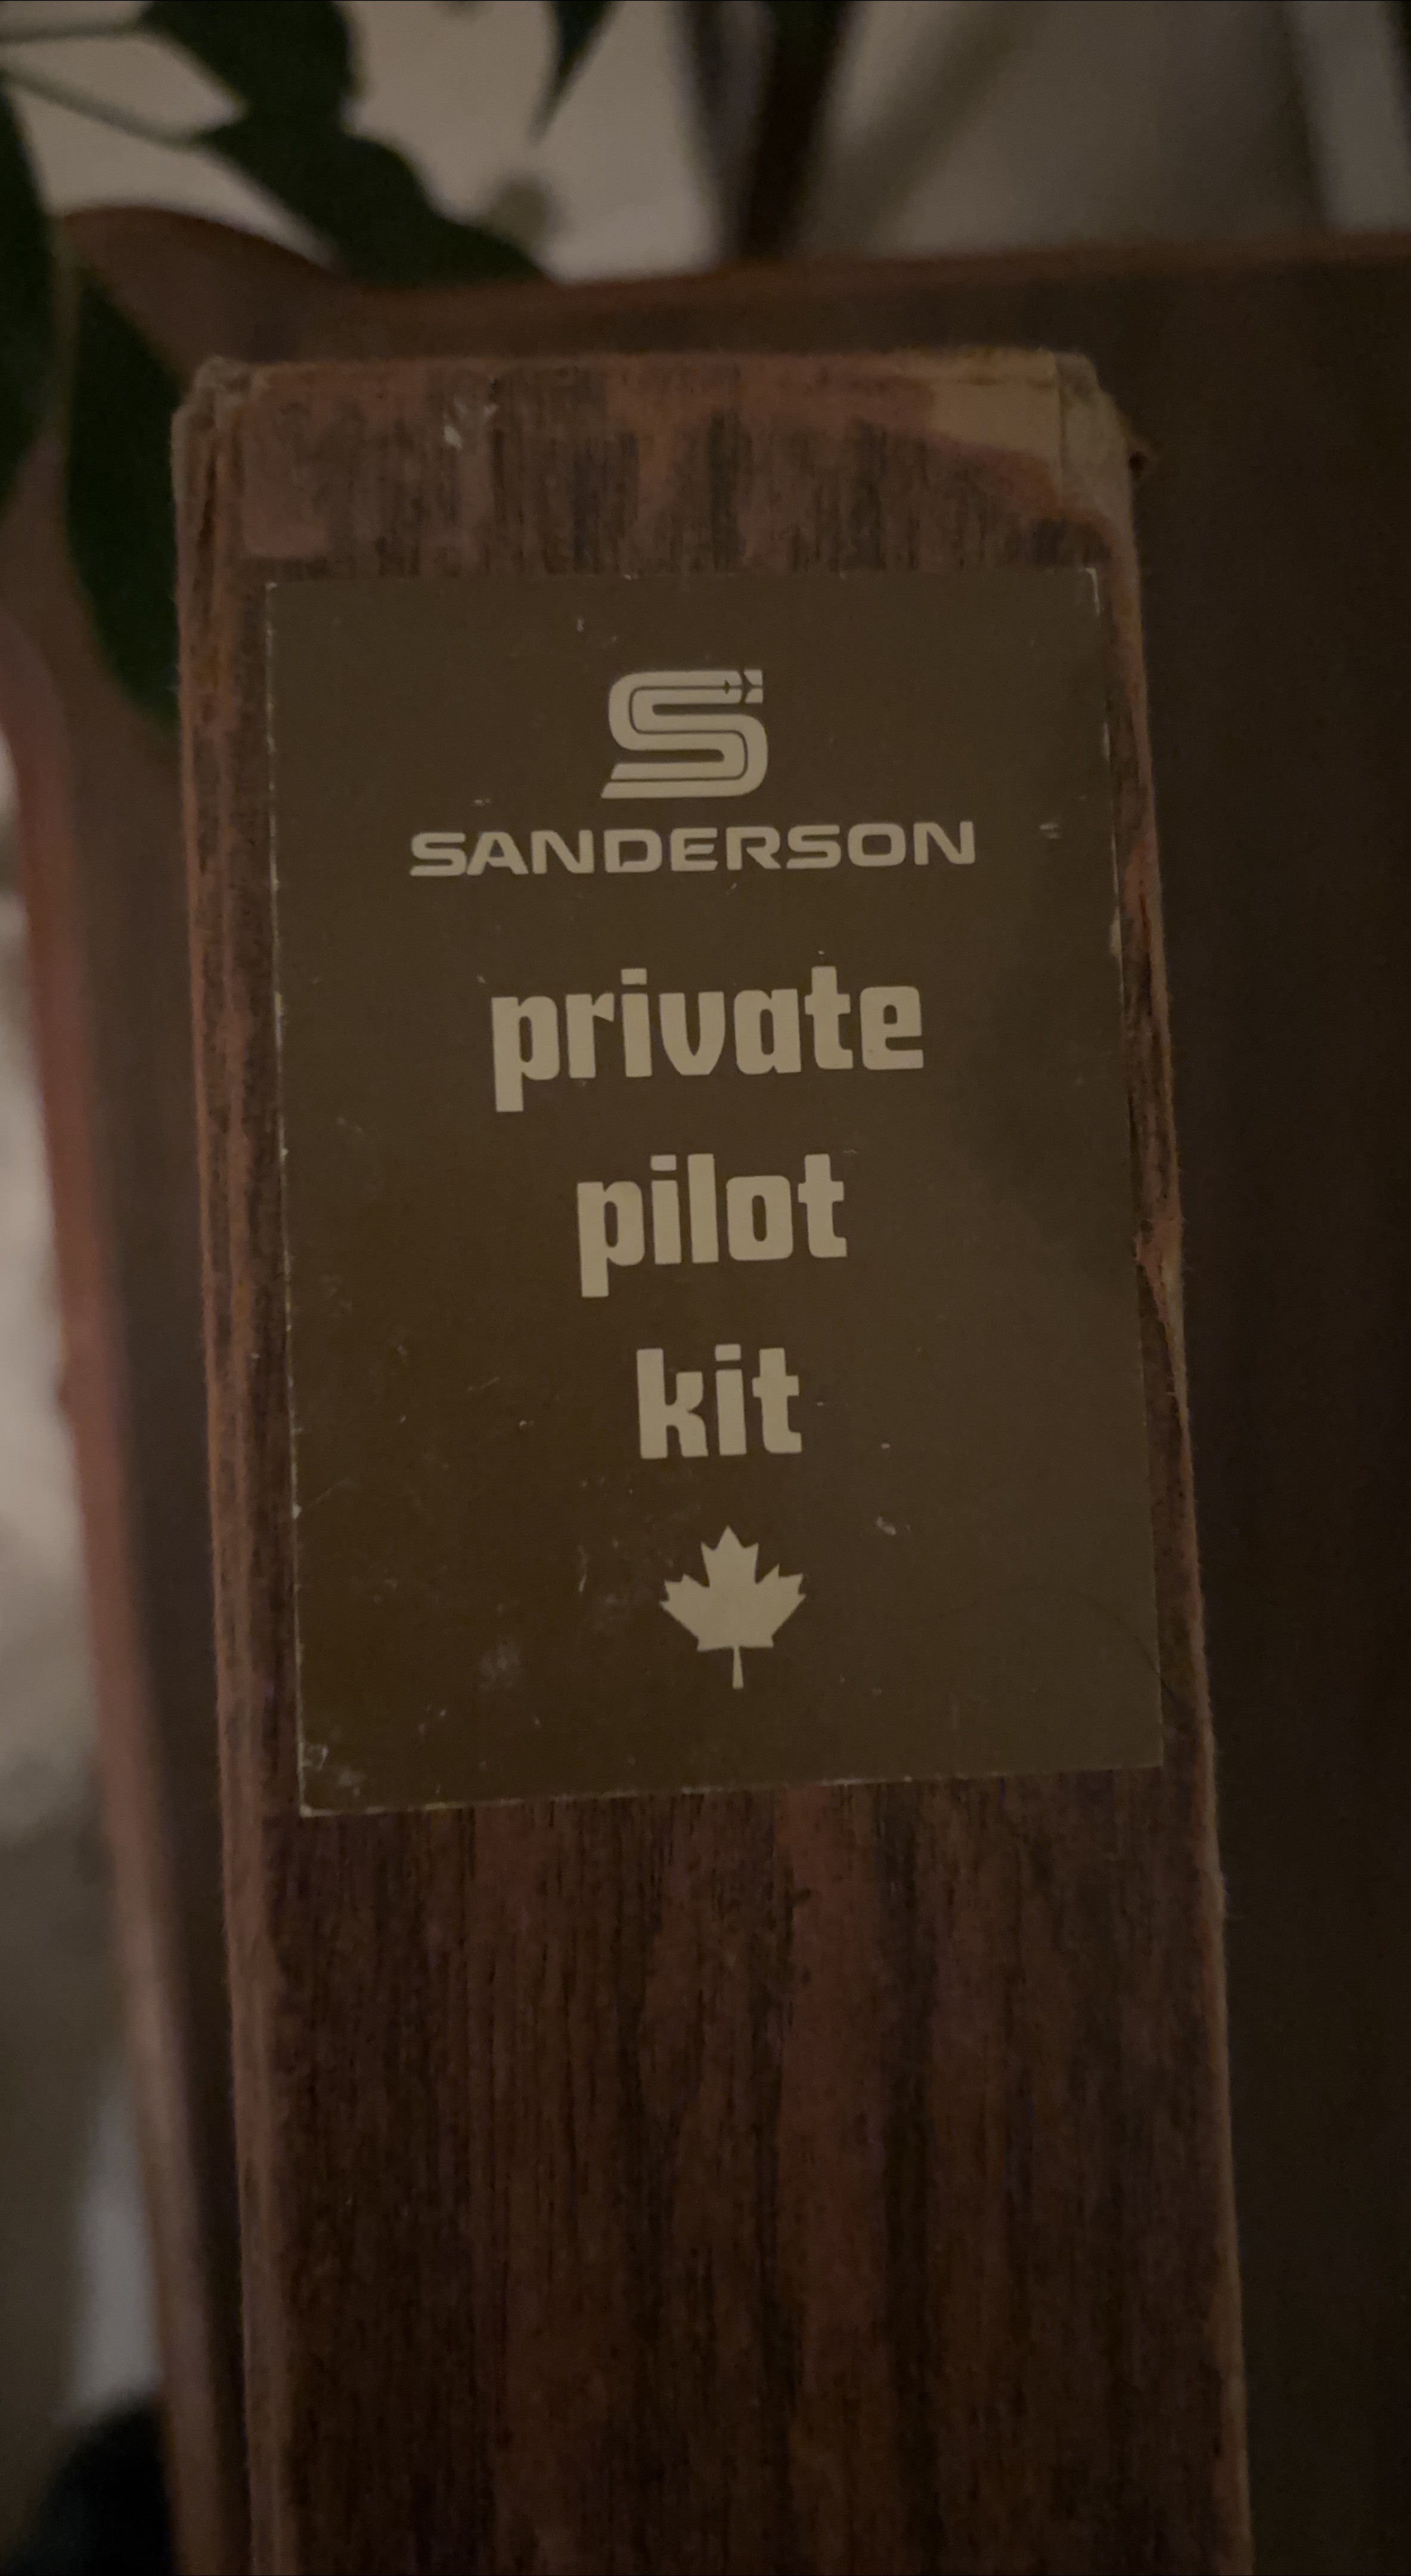 S
SANDERSON
private
pilot
kit